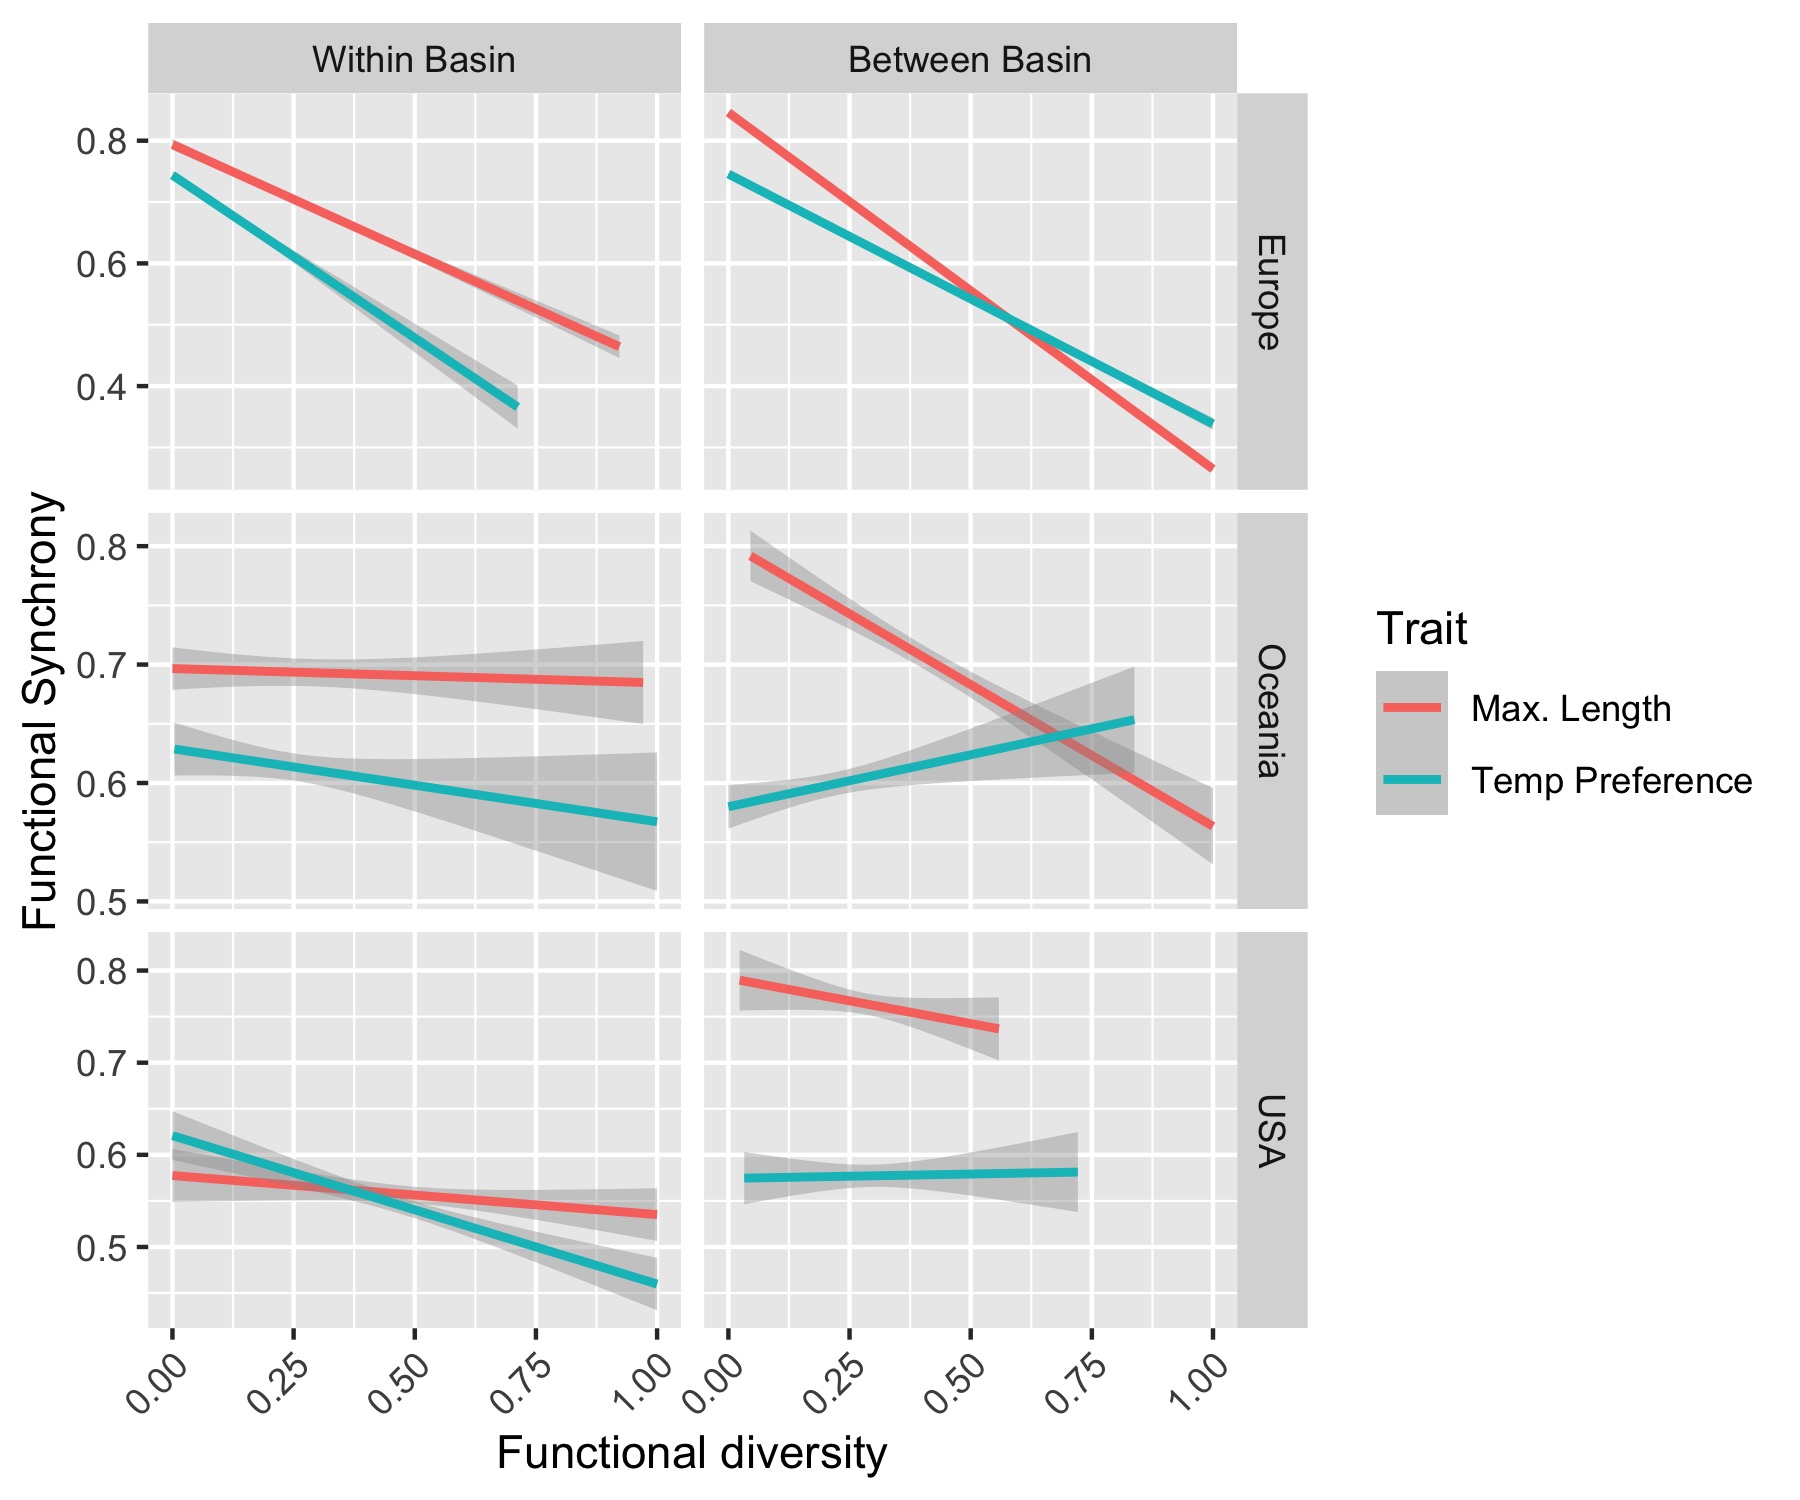 Within Basin
Between Basin
Functional Synchrony
0.8
0.6
0.4
Europe
0.8
0.7
0.6
0.5
Oceania
0.8
0.7
0.6
0.5
USA
0.00
0.25
0.50
0.75
1.00
0.00
0.25
0.50
0.75
1.00
Functional diversity
Trait
Max. Length
Temp Preference